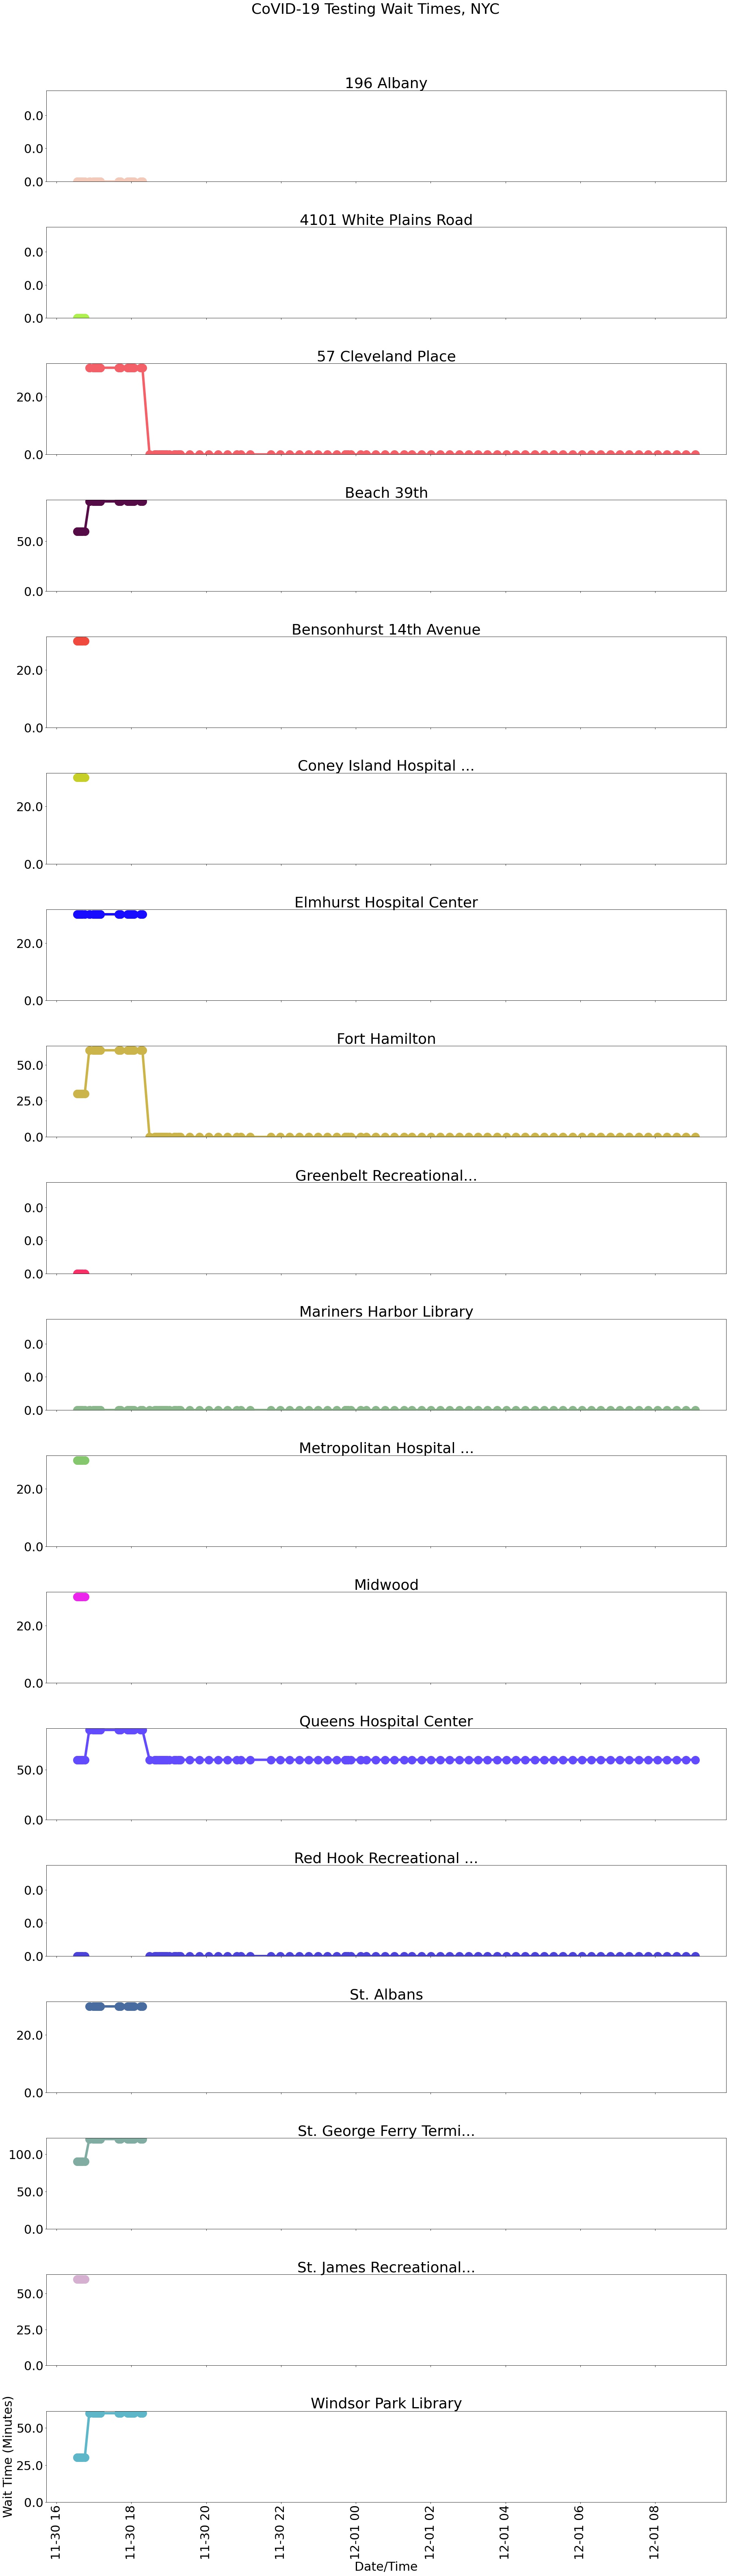 CoVID-19 Testing Wait Times, NYC
196 Albany
0.0
0.0
0.0
4101 White Plains Road
0.0
0.0
0.0
57 Cleveland Place
20.0
0.0
Beach 39th
50.0
0.0
Bensonhurst 14th Avenue
20.0
0.0
Coney Island Hospital ...
20.0
0.0
Elmhurst Hospital Center
20.0
0.0
Fort Hamilton
50.0
25.0
0.0
Greenbelt Recreational...
0.0
0.0
0.0
Mariners Harbor Library
0.0
0.0
0.0
Metropolitan Hospital ...
20.0
0.0
Midwood
20.0
0.0
Queens Hospital Center
50.0
0.0
Red Hook Recreational ...
0.0
0.0
0.0
St. Albans
20.0
0.0
St. George Ferry Termi...
100.0
50.0
0.0
St. James Recreational...
50.0
25.0
0.0
Windsor Park Library
50.0
25.0
0.0
Wait Time (Minutes)
11-30 16
11-30 18
11-30 20
11-30 22
12-01 00
12-01 02
12-01 04
12-01 06
12-01 08
Date/Time